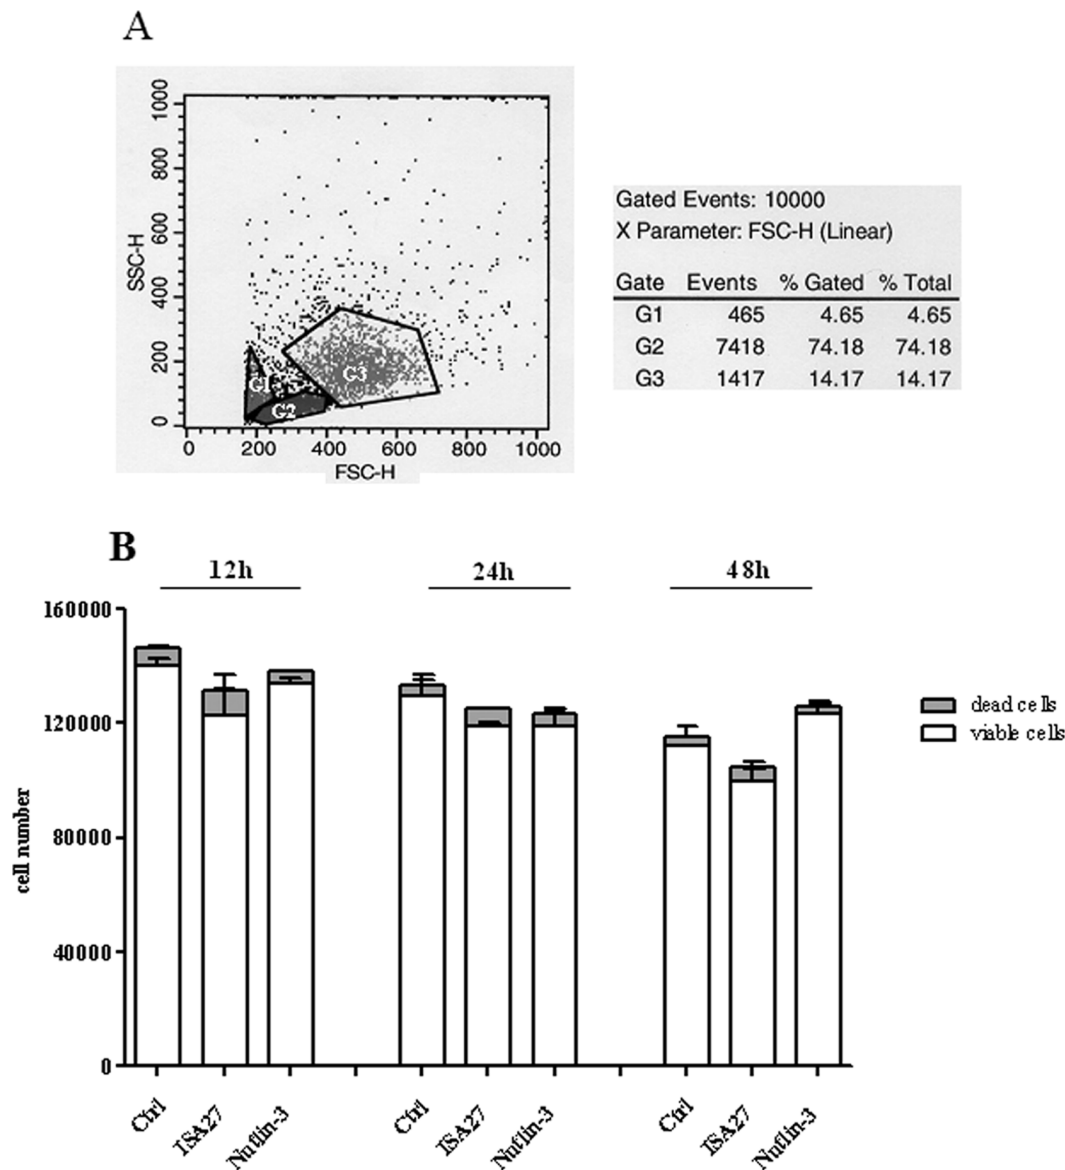 A
1000
800
600
400
200
0
SSC-H
G1
G2
G3
0 200 400 600 800 1000
FSC-H
Gated Events: 10000
X Parameter: FSC-H (Linear)
Gate Events % Gated % Total
G1 465 4.65 4.65
G2 7418 74.18 74.18
G3 1417 14.17 14.17
B
12h 24h 48h
160000
120000
80000
40000
0
cell number
dead cells
viable cells
Ctrl ISA27 Nutlin-3 Ctrl ISA27 Nutlin-3 Ctrl ISA27 Nutlin-3